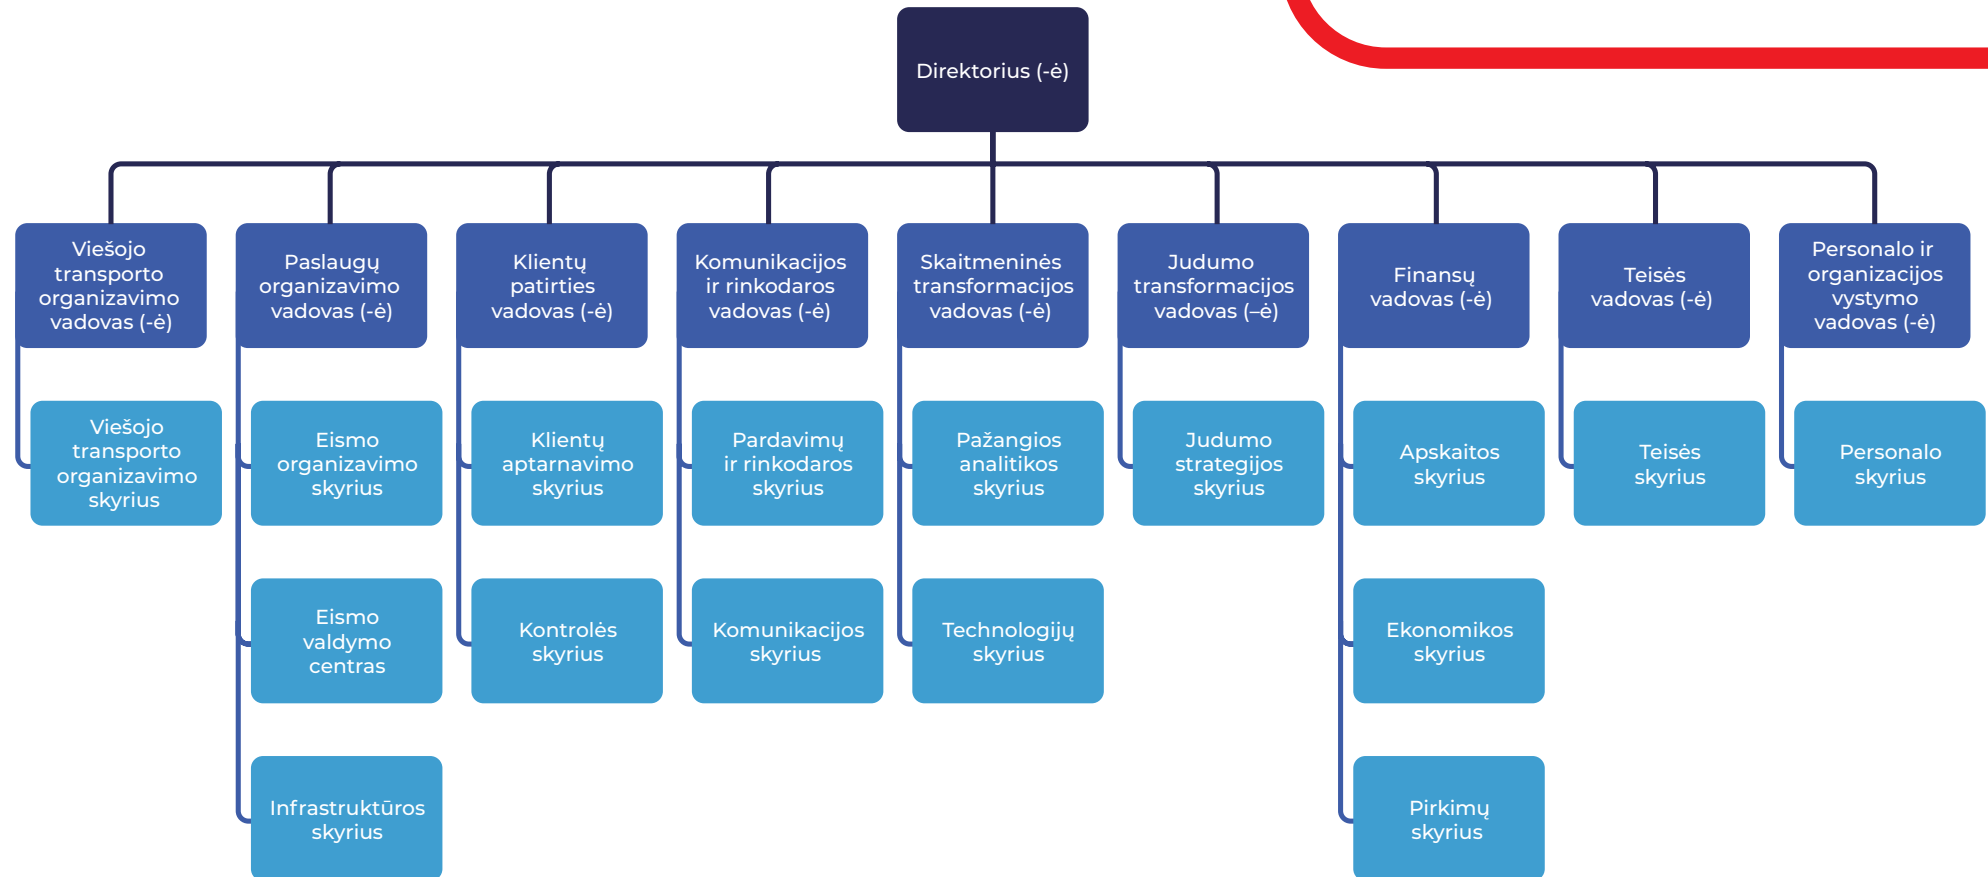 Direktorius (-ė)
Viešojo
transporto
organizavimo
vadovas (-ė)
Paslaugų
organizavimo
vadovas (-ė)
Klientų
patirties
vadovas (-ė)
Komunikacijos
ir rinkodaros
vadovas (-ė)
Skaitmeninės
transformacijos
vadovas (-ė)
Judumo
transformacijos
vadovas (–ė)
Finansų
vadovas (-ė)
Teisės
vadovas (-ė)
Personalo ir
organizacijos
vystymo
vadovas (-ė)
Viešojo
transporto
organizavimo
skyrius
Eismo
organizavimo
skyrius
Klientų
aptarnavimo
skyrius
Pardavimų
ir rinkodaros
skyrius
Pažangios
analitikos
skyrius
Judumo
strategijos
skyrius
Apskaitos
skyrius
Teisės
skyrius
Personalo
skyrius
Eismo
valdymo
centras
Kontrolės
skyrius
Komunikacijos
skyrius
Technologijų
skyrius
Ekonomikos
skyrius
Infrastruktūros
skyrius
Pirkimų
skyrius